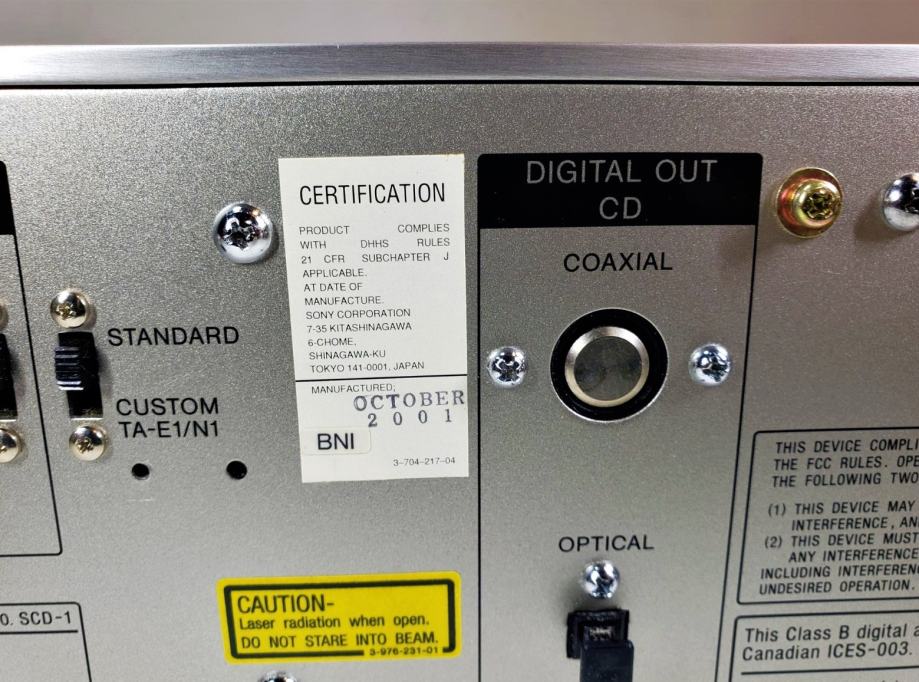 STANDARD
CUSTOM
TA-E1/N1
SCD-1
CERTIFICATION
PRODUCT COMPLIES
WITH DHHS RULES
21 CFR SUBCHAPTER J
APPLICABLE.
AT DATE OF
MANUFACTURE.
SONY CORPORATION
7-35 KITASHINAGAWA
6-CHOME,
SHINAGAWA-KU
TOKYO 141-0001, JAPAN
MANUFACTURED;
OCTOBER
2001
BNI
3-704-217-04
CAUTION-
Laser radiation when open.
DO NOT STARE INTO BEAM.
3-976-231-01
DIGITAL OUT
CD
COAXIAL
OPTICAL
THIS DEVICE
THE FCC RULES.
THE FOLLOWING TWO
(1) THIS DEVICE MAY
INTERFERENCE,
(2) THIS DEVICE MUST
ANY INTERFERENCE
INCLUDING
UNDESIRED OPERATION.
This Class B digital
Canadian ICES-003.